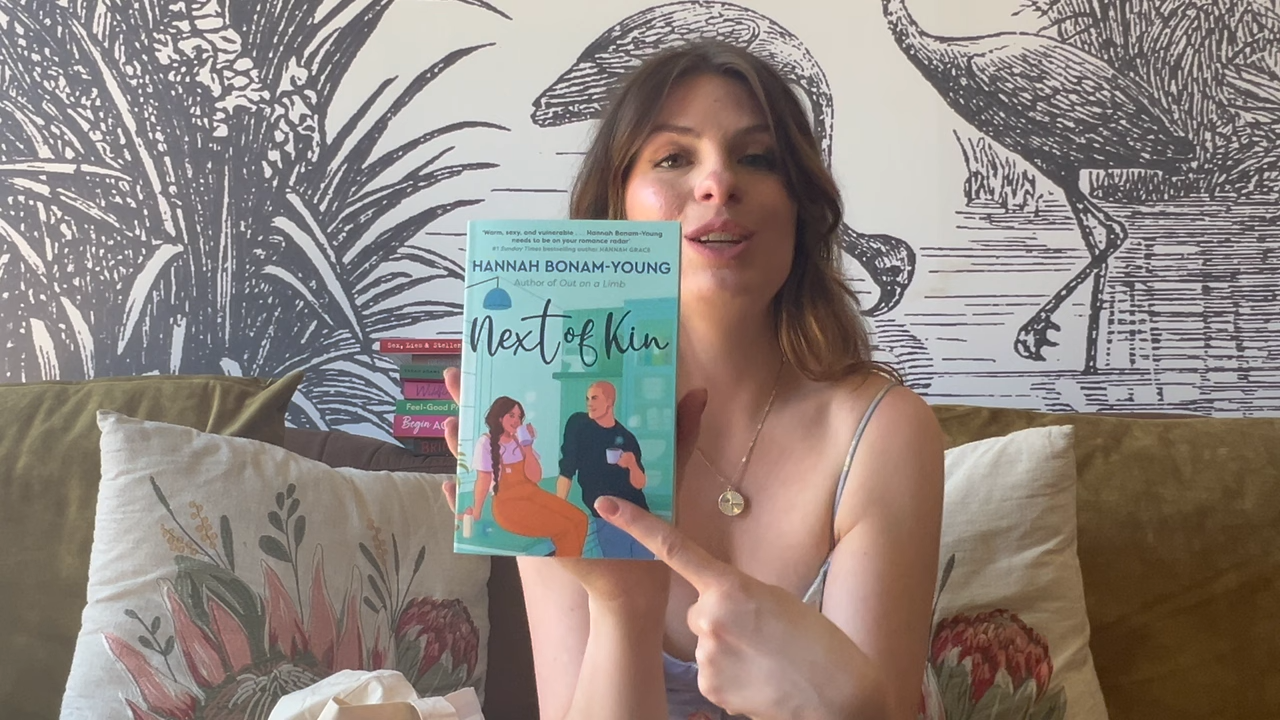 'Warm, sexy, and vulnerable . . . Hannah Bonam-Young
needs to be on your romance radar'
#1 Sunday Times bestselling author HANNAH GRACE
HANNAH BONAM-YOUNG
Author of Out on a Limb
Next of Kin
Sex, Lies &
Feel-Good
Begin